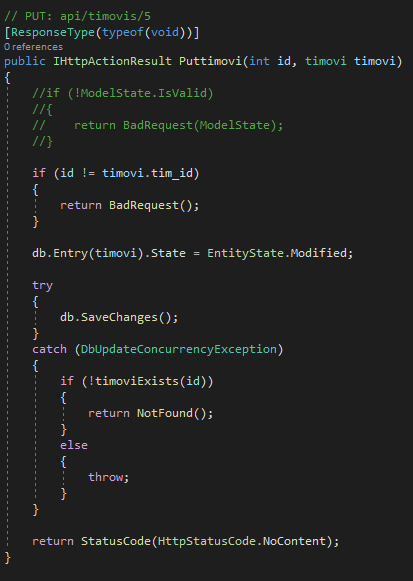 // PUT: api/timovis/5
[ResponseType(typeof(void))]
0 references
public IHttpActionResult Puttimovi(int id, timovi timovi)
{
    //if (!ModelState.IsValid)
    //{
    //    return BadRequest(ModelState);
    //}
    if (id != timovi.tim_id)
    {
        return BadRequest();
    }
    db.Entry(timovi).State = EntityState.Modified;
    try
    {
        db.SaveChanges();
    }
    catch (DbUpdateConcurrencyException)
    {
        if (!timoviExists(id))
        {
            return NotFound();
        }
        else
        {
            throw;
        }
    }
    return StatusCode(HttpStatusCode.NoContent);
}